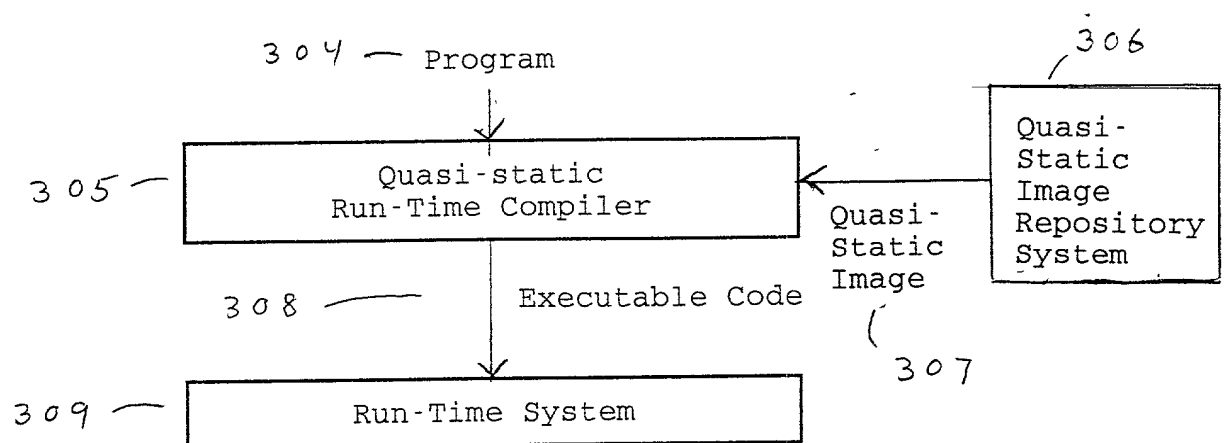 304 Program
306
305 Quasi-static
Run-Time Compiler
Quasi-
Static
Image
Repository
System
Quasi-
Static
Image
307
308 Executable Code
309 Run-Time System